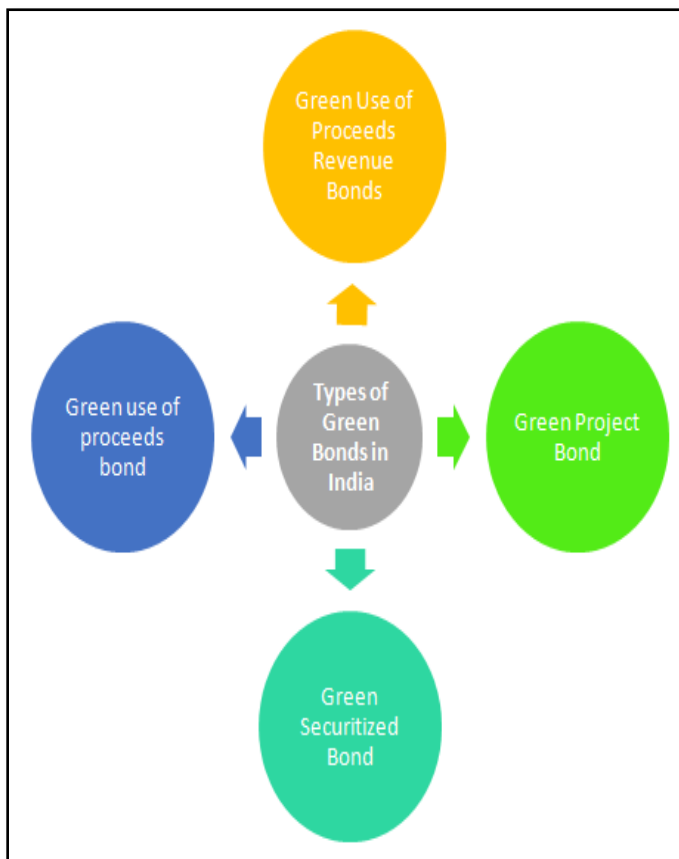 Green Use of
Proceeds
Revenue
Bonds
Green use of
proceeds
bond
Types of
Green
Bonds in
India
Green Project
Bond
Green
Securitized
Bond